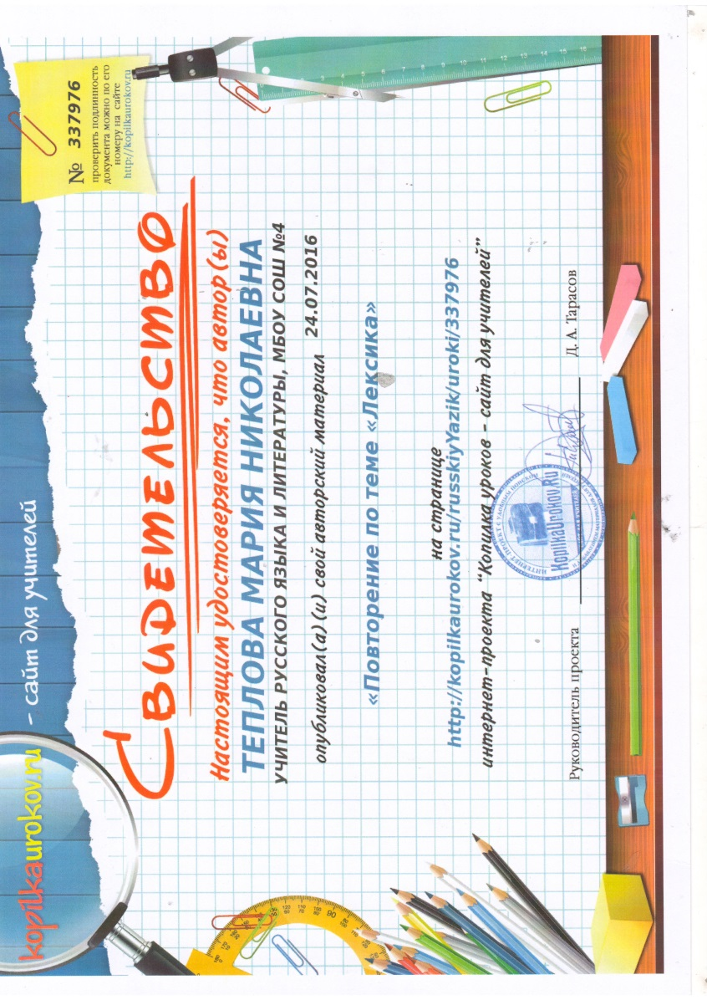 kopilkaurokov.ru - сайт для учителей
№ 337976
проверить подлинность
документа можно по его
номеру на сайте
http://kopilkaurokov.ru
Свидетельство
Настоящим удостоверяется, что автор(ы)
ТЕПЛОВА МАРИЯ НИКОЛАЕВНА
УЧИТЕЛЬ РУССКОГО ЯЗЫКА И ЛИТЕРАТУРЫ, МБОУ СОШ №4
опубликовал(а)(и) свой авторский материал 24.07.2016
«Повторение по теме «Лексика»
на странице
http://kopilkaurokov.ru/russkiyYazik/uroki/337976
интернет-проекта “Копилка уроков - сайт для учителей”
KopilkaUrokov.Ru
Руководитель проекта Д. А. Тарасов